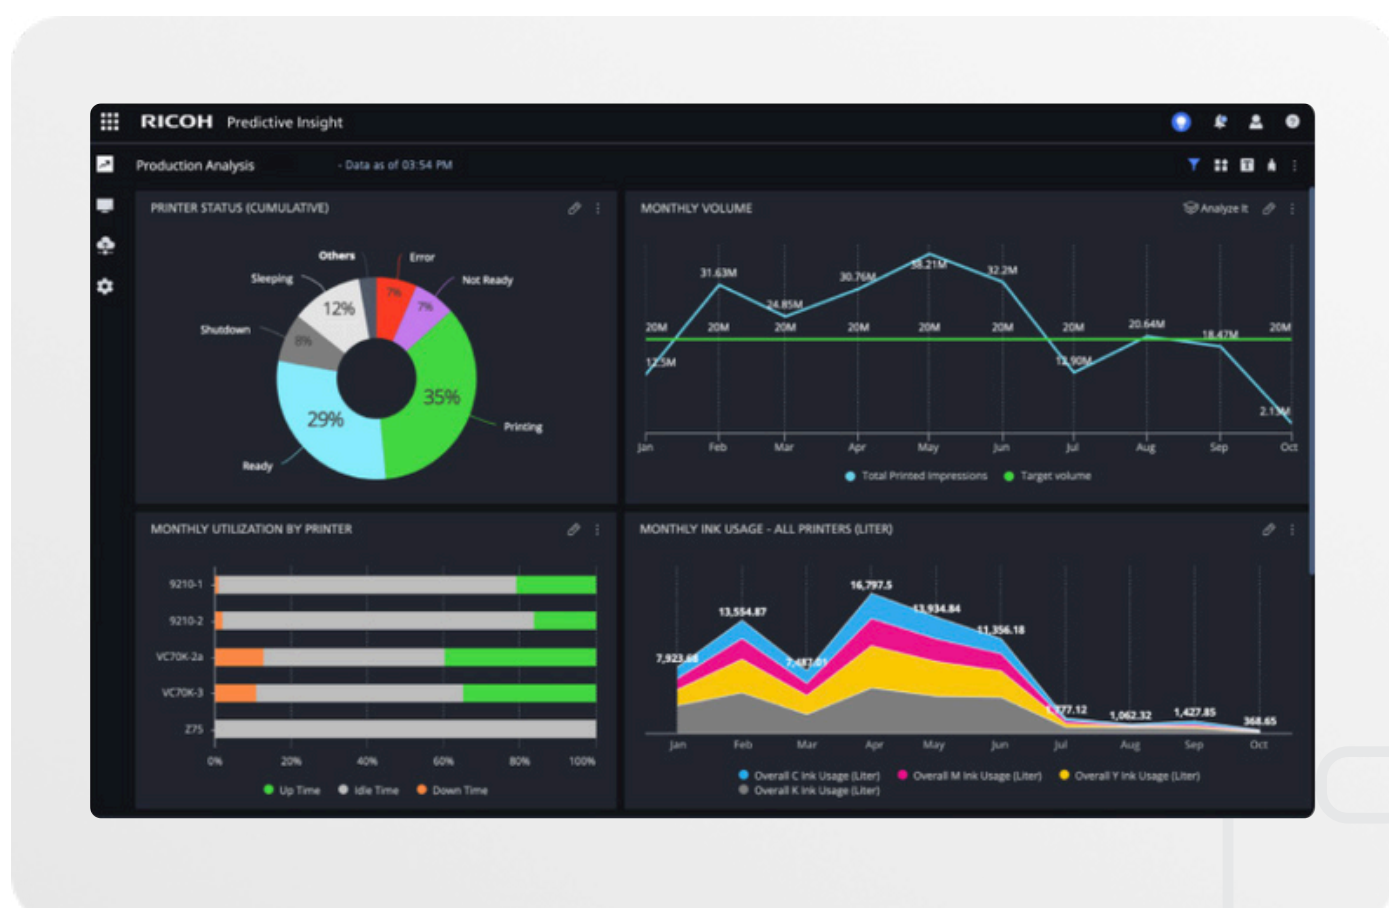 RICOH Predictive Insight
Production Analysis - Data as of 03:54 PM
PRINTER STATUS (CUMULATIVE)
Others
Error
Sleeping
Not Ready
7%
7%
12%
Shutdown
8%
35%
29%
Printing
Ready
MONTHLY VOLUME
Analyze It
38.21M
31.63M
32.2M
30.76M
24.85M
20M 20M 20M 20M 20M 20M 20M 20M
20.64M
18.47M
12.5M
12.90M
2.13M
Jan Feb Mar Apr May Jun Jul Aug Sep Oct
Total Printed Impressions Target volume
MONTHLY UTILIZATION BY PRINTER
9210-1
9210-2
VC70K-2a
VC70K-3
Z75
0% 20% 40% 60% 80% 100%
Up Time Idle Time Down Time
MONTHLY INK USAGE - ALL PRINTERS (LITER)
16,797.5
13,554.87
13,934.84
11,356.18
7,923.68
7,487.01
1,062.32
1,427.85
368.65
Jan Feb Mar Apr May Jun Jul Aug Sep Oct
Overall C Ink Usage (Liter) Overall M Ink Usage (Liter) Overall Y Ink Usage (Liter)
Overall K Ink Usage (Liter)